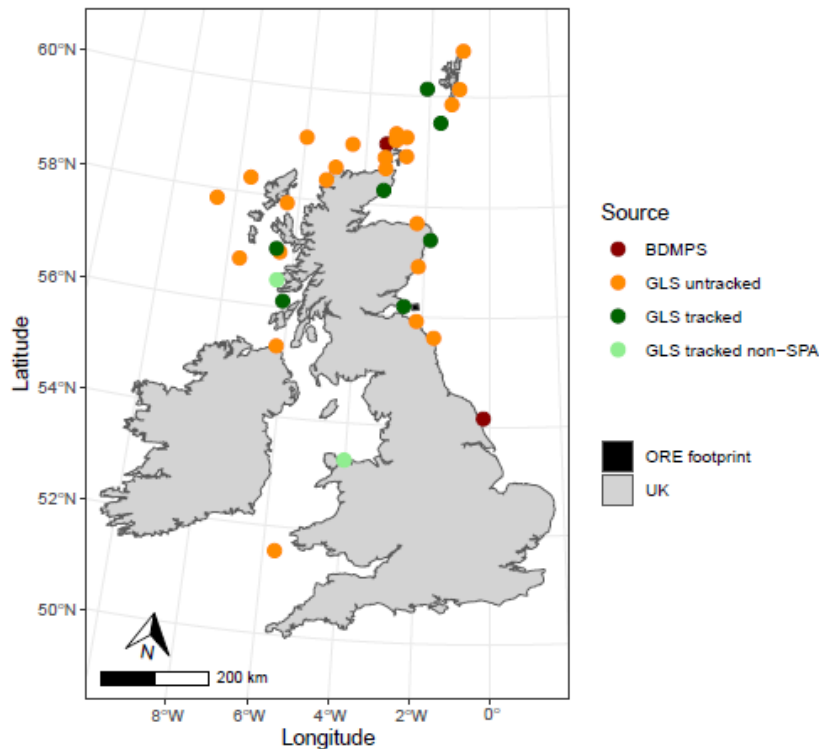 60°N
58°N
56°N
54°N
52°N
50°N
Latitude
N
200 km
8°W
6°W
4°W
2°W
0°
Longitude
Source
BDMPS
GLS untracked
GLS tracked
GLS tracked non−SPA
ORE footprint
UK